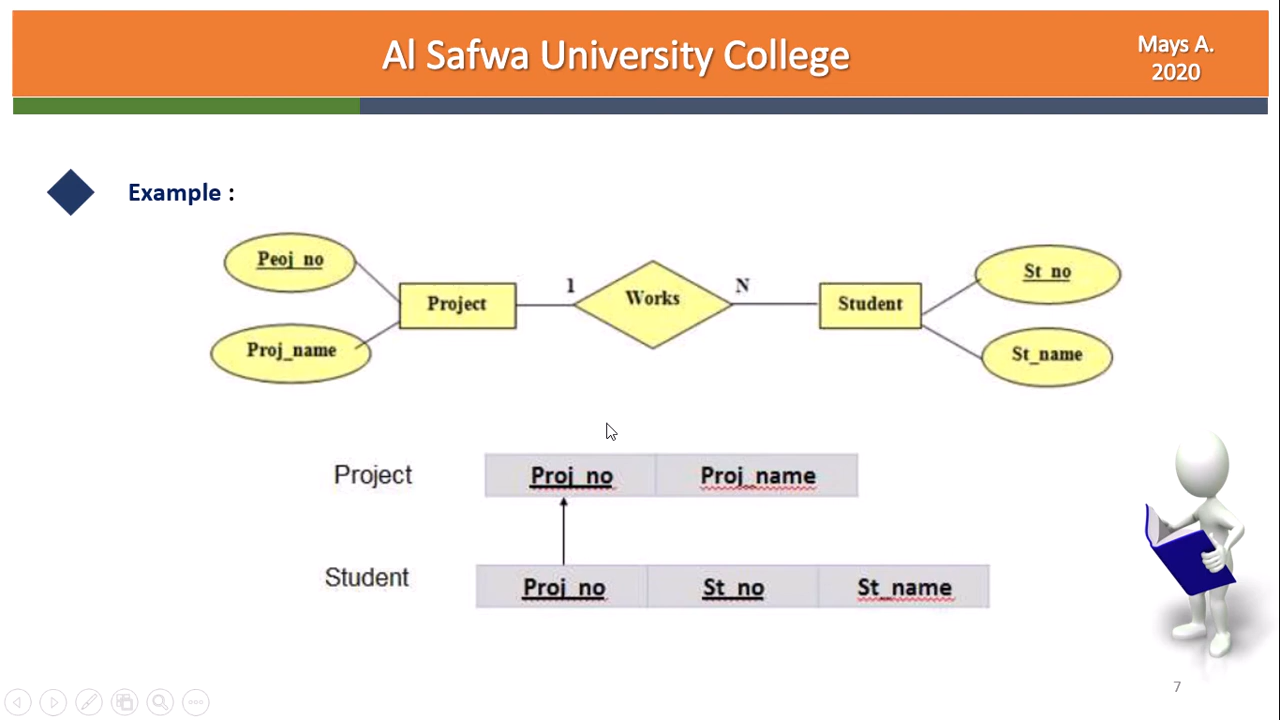 Al Safwa University College
Mays A.
2020
Example :
Peoj_no
Proj_name
Project
1
Works
N
Student
St_no
St_name
Project
Proj_no
Proj_name
Student
Proj_no
St_no
St_name
7